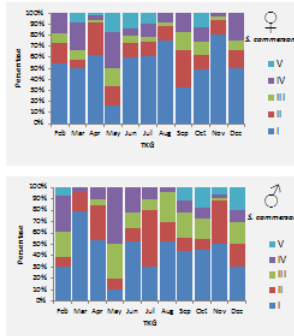 100%
90%
80%
70%
60%
50%
40%
30%
20%
10%
0%
Percentase
Feb Mar Apr May Jun Jul Aug Sep Oct Nov Des
TKG
♀
S. commerson
V
IV
III
II
I
100%
90%
80%
70%
60%
50%
40%
30%
20%
10%
0%
Percentase
Feb Mar Apr May Jun Jul Aug Sep Oct Nov Des
TKG
♂
S. commerson
V
IV
III
II
I